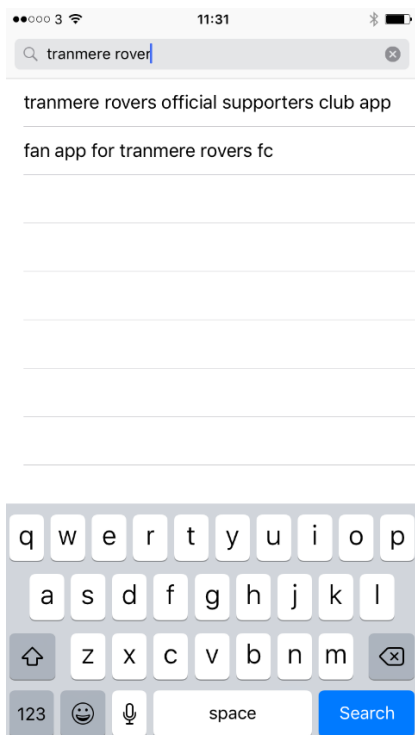 3 11:31
tranmere rover
tranmere rovers official supporters club app
fan app for tranmere rovers fc
q w e r t y u i o p
a s d f g h j k l
z x c v b n m
123 space Search